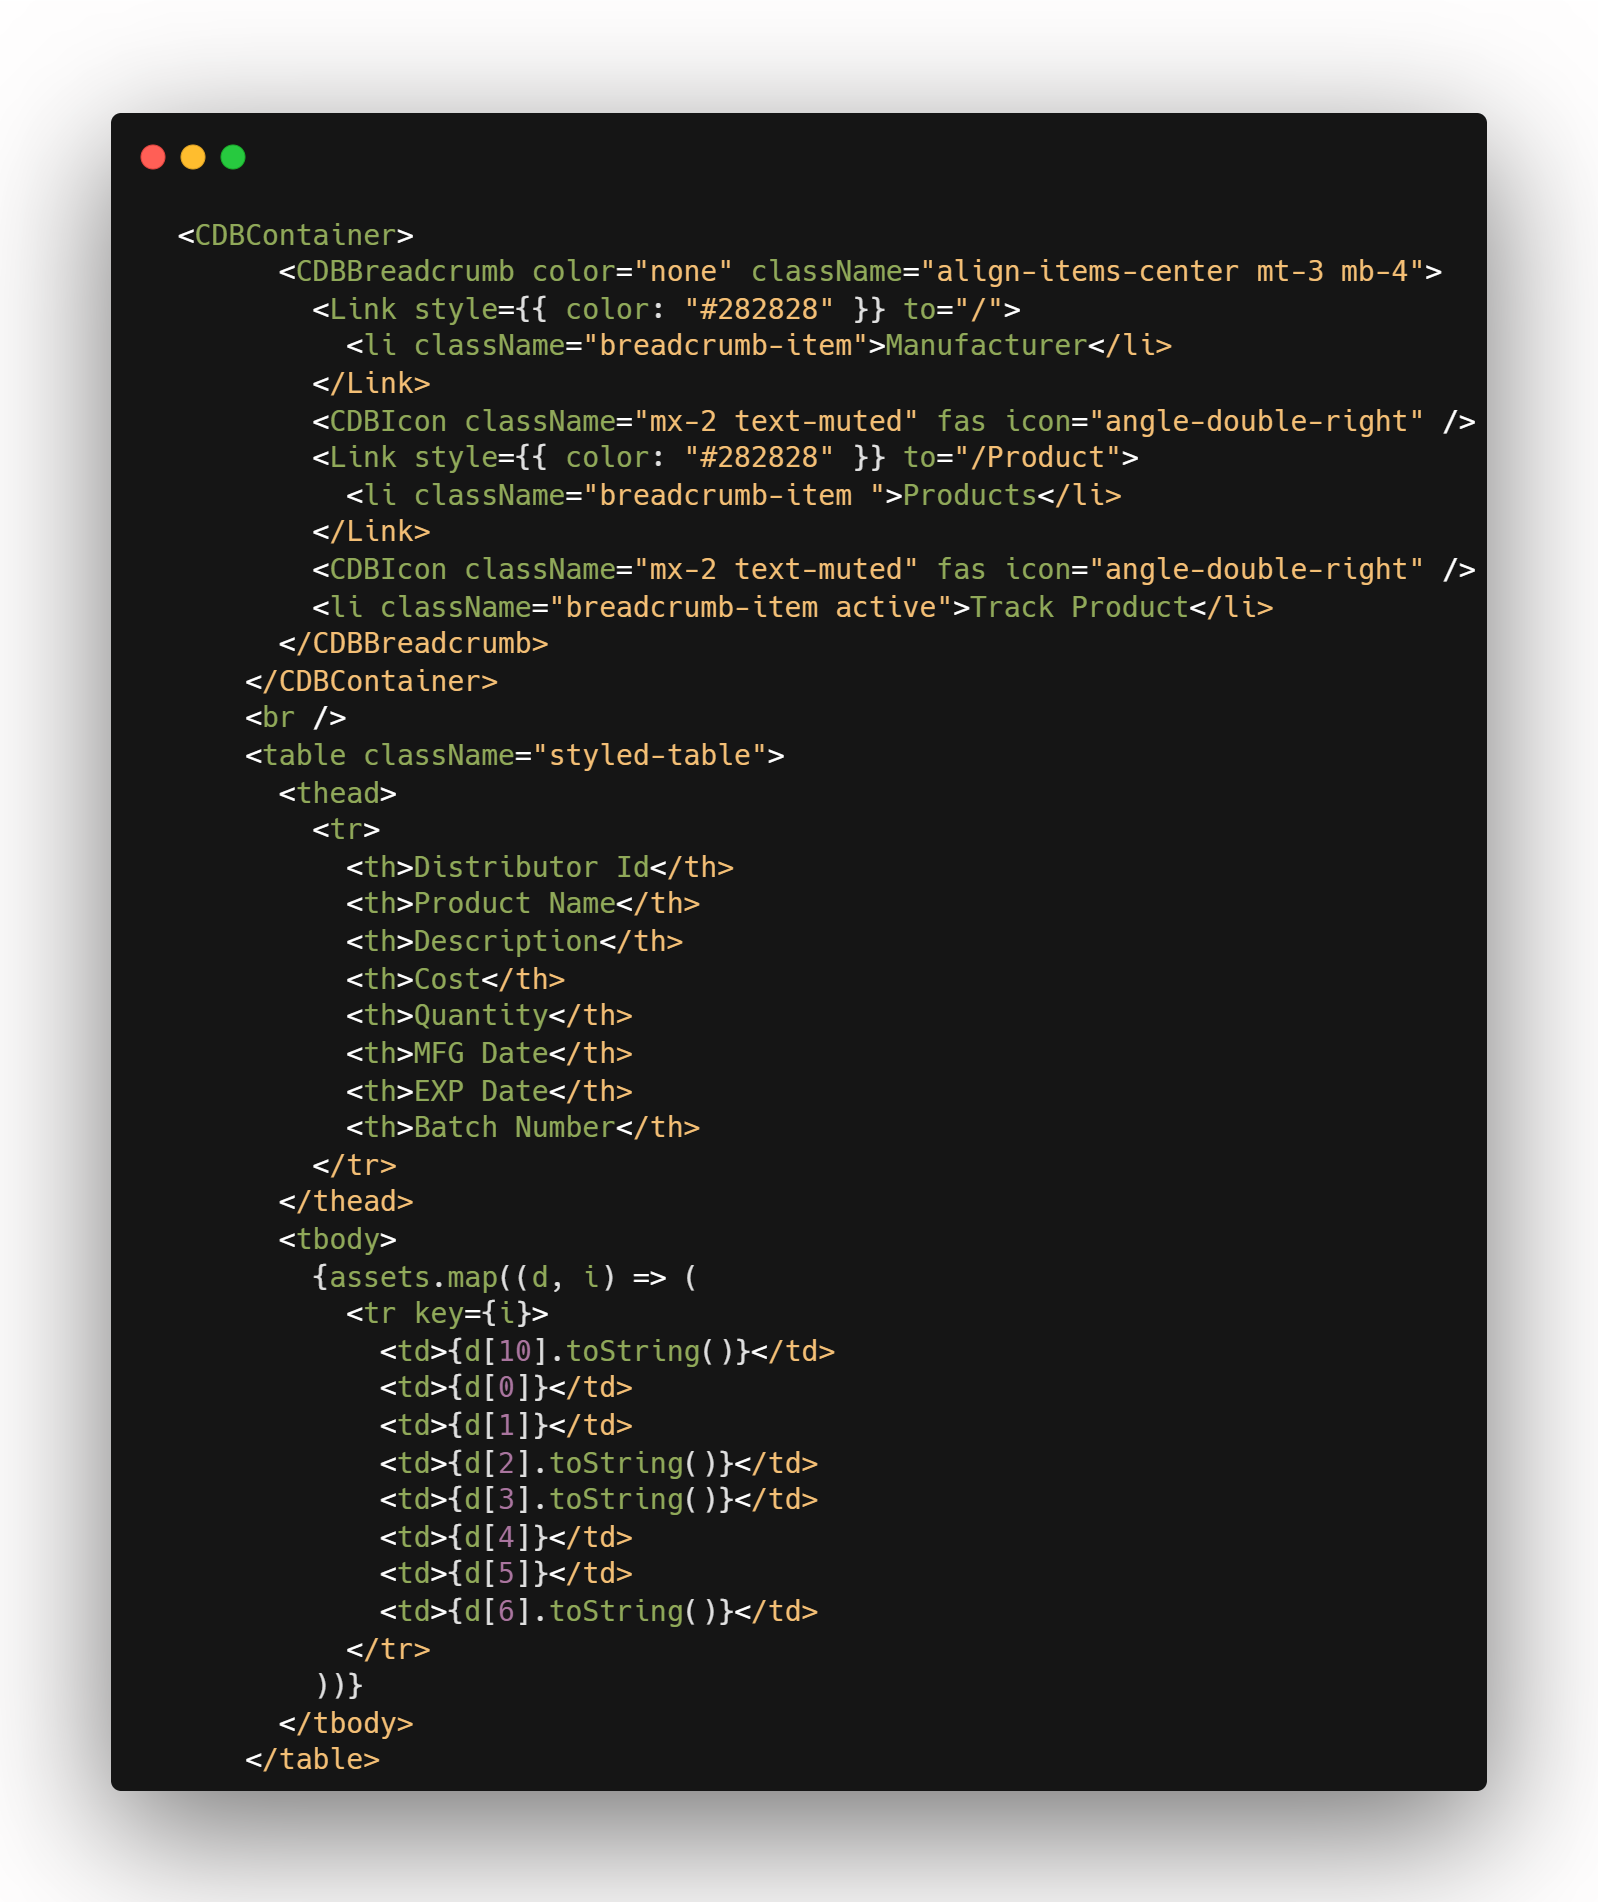 <CDBContainer>
      <CDBBreadcrumb color="none" className="align-items-center mt-3 mb-4">
        <Link style={{ color: "#282828" }} to="/">
          <li className="breadcrumb-item">Manufacturer</li>
        </Link>
        <CDBIcon className="mx-2 text-muted" fas icon="angle-double-right" />
        <Link style={{ color: "#282828" }} to="/Product">
          <li className="breadcrumb-item ">Products</li>
        </Link>
        <CDBIcon className="mx-2 text-muted" fas icon="angle-double-right" />
        <li className="breadcrumb-item active">Track Product</li>
      </CDBBreadcrumb>
    </CDBContainer>
    <br />
    <table className="styled-table">
      <thead>
        <tr>
          <th>Distributor Id</th>
          <th>Product Name</th>
          <th>Description</th>
          <th>Cost</th>
          <th>Quantity</th>
          <th>MFG Date</th>
          <th>EXP Date</th>
          <th>Batch Number</th>
        </tr>
      </thead>
      <tbody>
        {assets.map((d, i) => (
          <tr key={i}>
            <td>{d[10].toString()}</td>
            <td>{d[0]}</td>
            <td>{d[1]}</td>
            <td>{d[2].toString()}</td>
            <td>{d[3].toString()}</td>
            <td>{d[4]}</td>
            <td>{d[5]}</td>
            <td>{d[6].toString()}</td>
          </tr>
        ))}
      </tbody>
    </table>